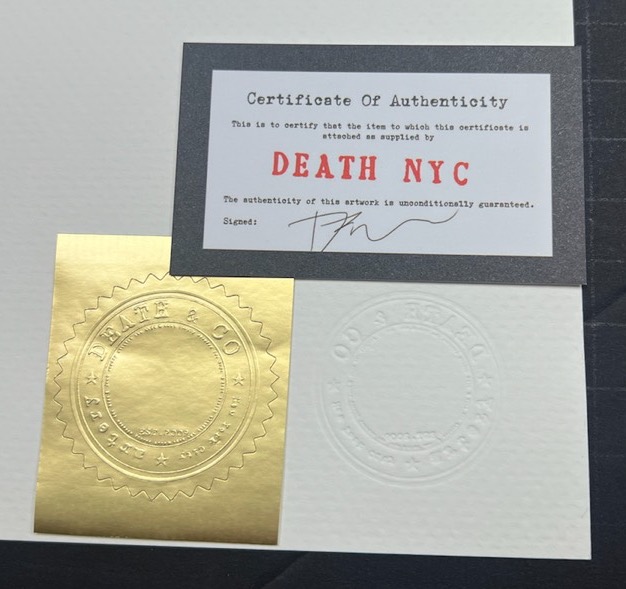 Certificate Of Authenticity
This is to certify that the item to which this certificate is
attached as supplied by
DEATH NYC
The authenticity of this artwork is unconditionally guaranteed.
Signed:
DEATH & CO